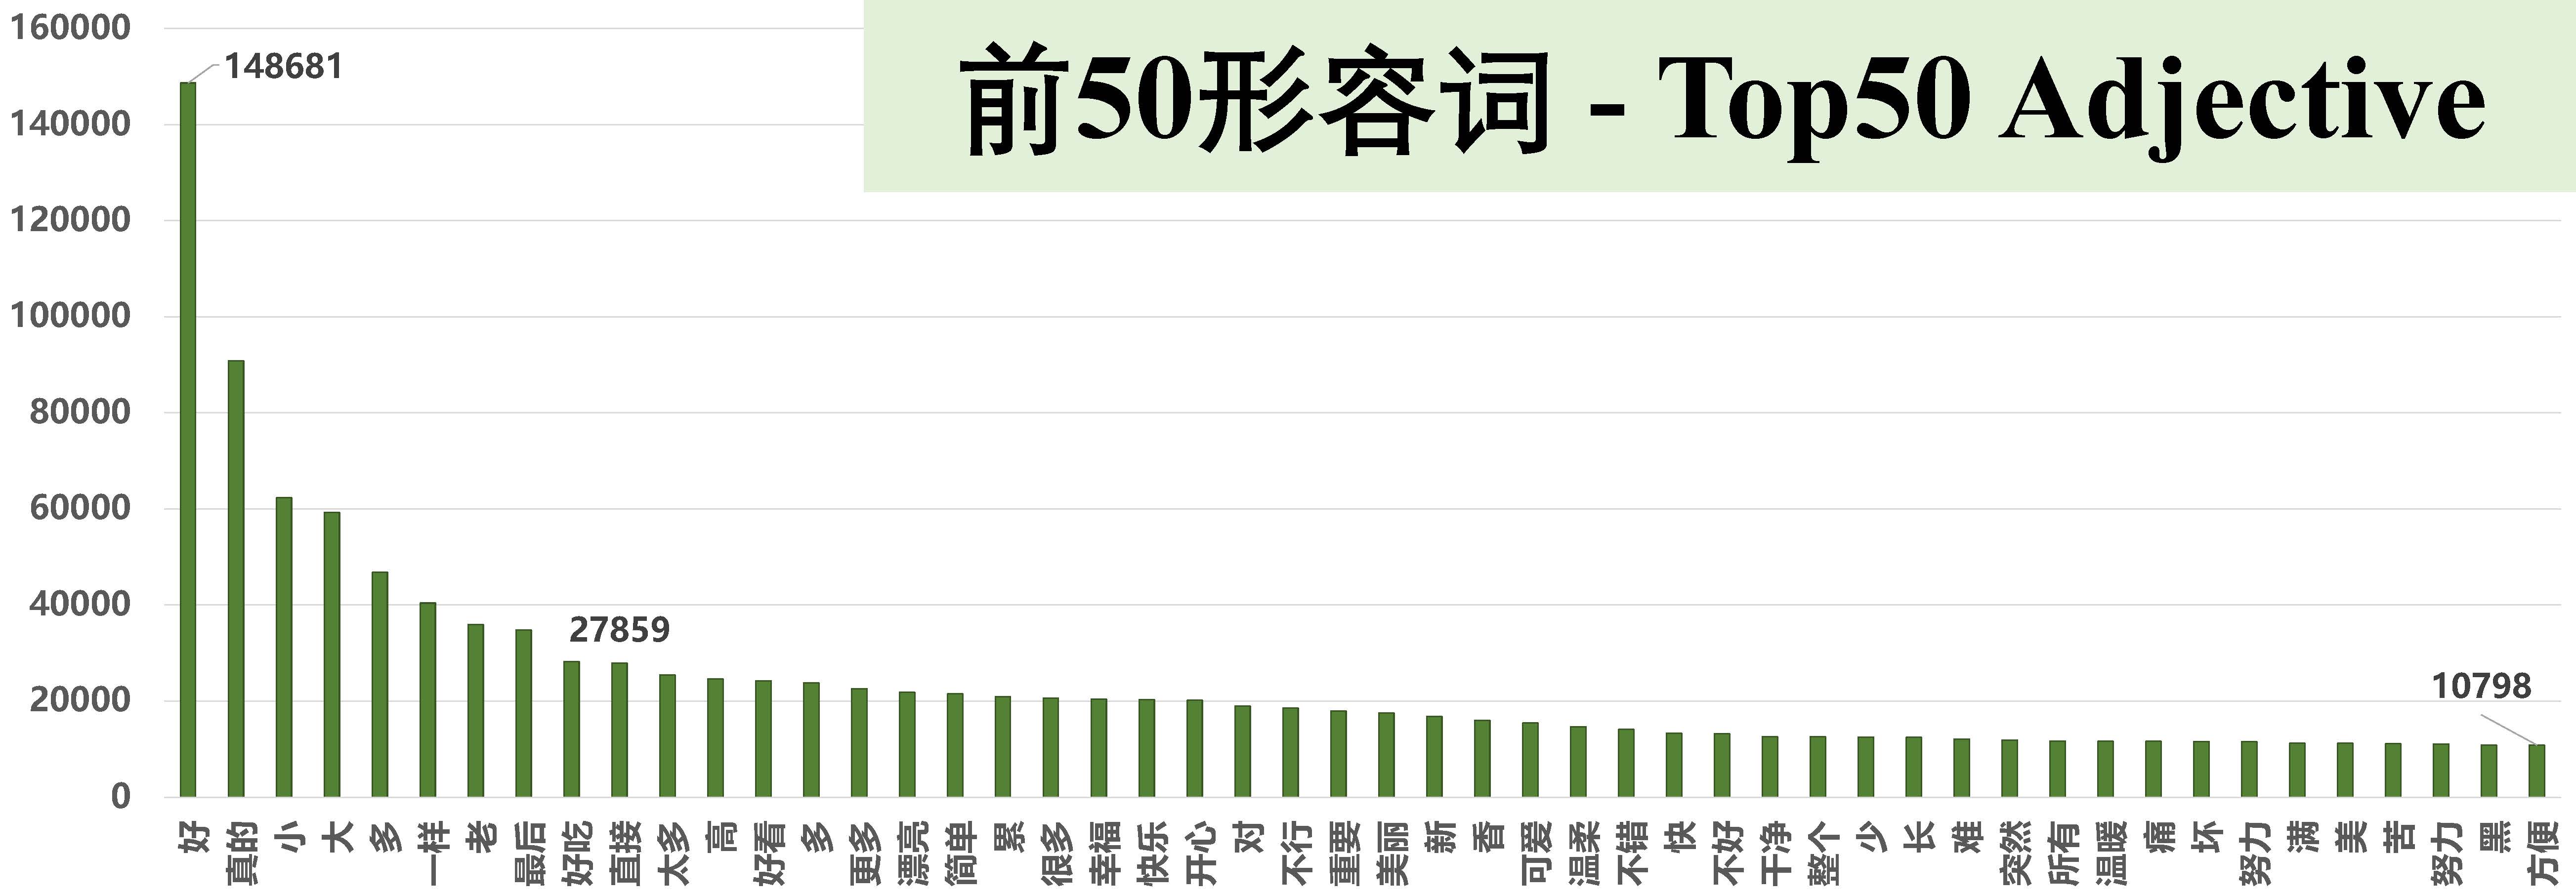 前50形容词 - Top50 Adjective
160000
140000
120000
100000
80000
60000
40000
20000
0
148681
27859
10798
好
真的
小
大
多
一样
老
最后
好吃
直接
太多
高
好看
多
更多
漂亮
简单
累
很多
幸福
快乐
开心
对
不行
重要
美丽
新
香
可爱
温柔
不错
快
不好
干净
整个
少
长
难
突然
所有
温暖
痛
坏
努力
满
美
苦
努力
黑
方便